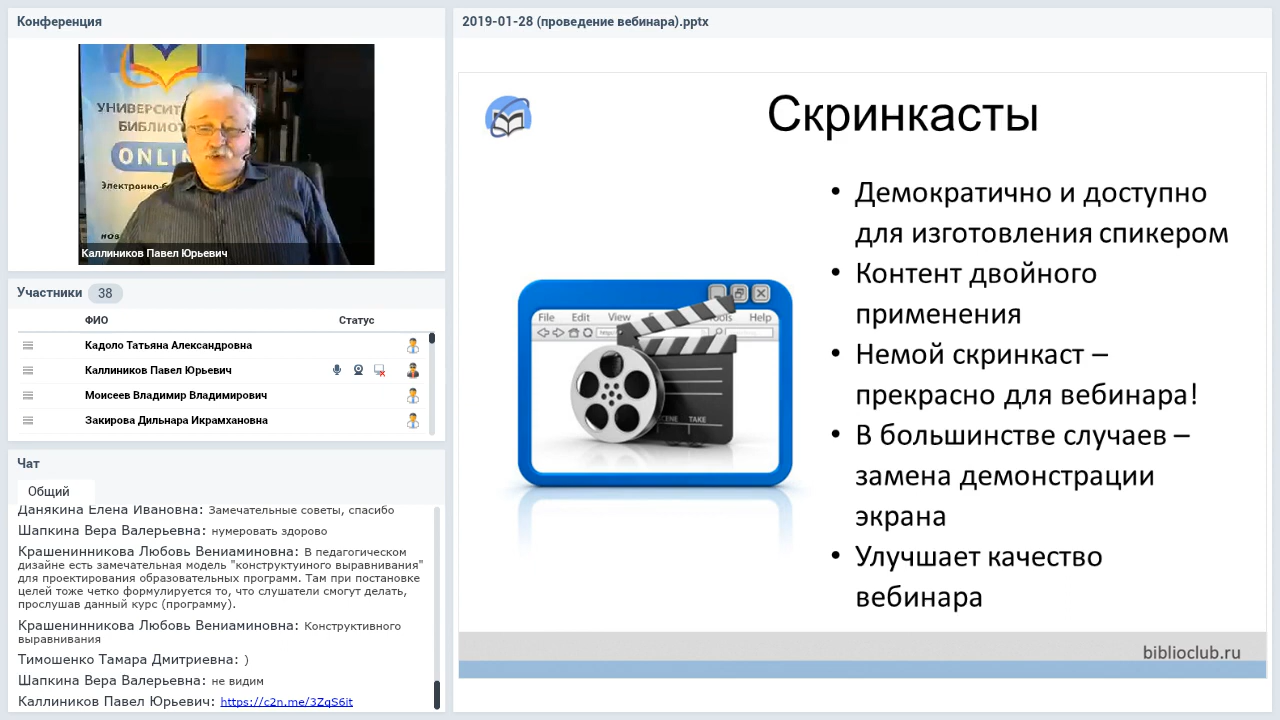 Конференция
УНИВЕРСИТ
БИБЛИО
ONLIN
Каллиников Павел Юрьевич
Участники 38
ФИО Статус
Кадоло Татьяна Александровна
Каллиников Павел Юрьевич
Моисеев Владимир Владимирович
Закирова Дильнара Икрамхановна
Чат
Общий
Данякина Елена Ивановна: Замечательные советы, спасибо
Шапкина Вера Валерьевна: нумеровать здорово
Крашенинникова Любовь Вениаминовна: В педагогическом
дизайне есть замечательная модель "конструктуиного выравнивания"
для проектирования образовательных программ. Там при постановке
целей тоже четко формулируется то, что слушатели смогут делать,
прослушав данный курс (программу).
Крашенинникова Любовь Вениаминовна: Конструктивного
выравнивания
Тимошенко Тамара Дмитриевна: )
Шапкина Вера Валерьевна: не видим
Каллиников Павел Юрьевич: https://c2n.me/3ZqS6it
2019-01-28 (проведение вебинара).pptx
Скринкасты
• Демократично и доступно
для изготовления спикером
• Контент двойного
применения
• Немой скринкаст –
прекрасно для вебинара!
• В большинстве случаев –
замена демонстрации
экрана
• Улучшает качество
вебинара
File Edit View Help
TAKE
biblioclub.ru